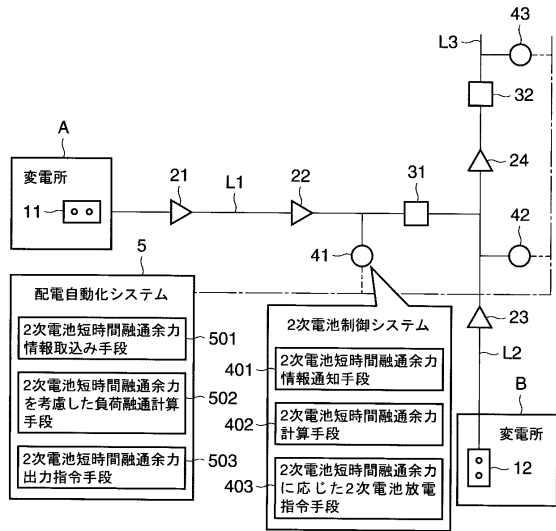 43
L3
32
A
変電所
11
21
L1
22
31
24
42
41
5
配電自動化システム
2次電池短時間融通余力
情報取込み手段
501
2次電池短時間融通余力
を考慮した負荷融通計算
手段
502
2次電池短時間融通余力
出力指令手段
503
2次電池制御システム
401
2次電池短時間融通余力
情報通知手段
402
2次電池短時間融通余力
計算手段
403
2次電池短時間融通余力
に応じた2次電池放電
指令手段
23
L2
B
変電所
12